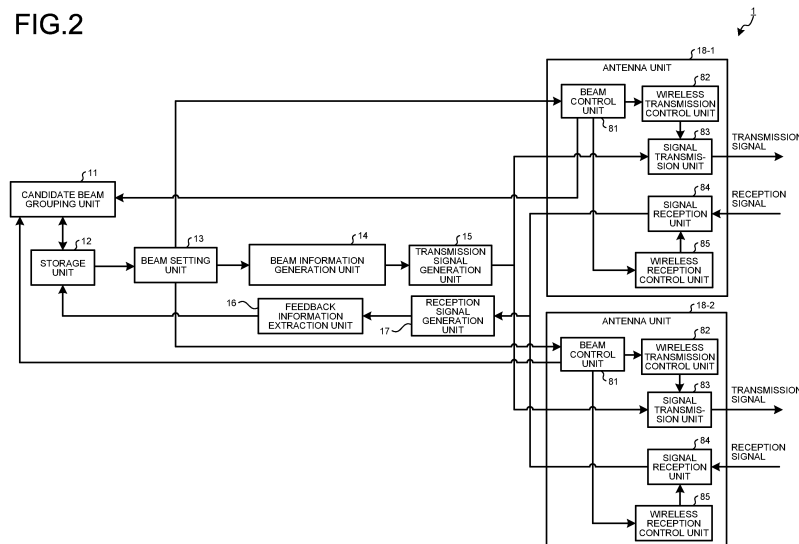 FIG.2
1
18-1
ANTENNA UNIT
BEAM
CONTROL
UNIT
81
82
WIRELESS
TRANSMISSION
CONTROL UNIT
83
SIGNAL
TRANSMIS-
SION UNIT
TRANSMISSION
SIGNAL
84
SIGNAL
RECEPTION
UNIT
RECEPTION
SIGNAL
85
WIRELESS
RECEPTION
CONTROL UNIT
11
CANDIDATE BEAM
GROUPING UNIT
12
STORAGE
UNIT
13
BEAM SETTING
UNIT
14
BEAM INFORMATION
GENERATION UNIT
15
TRANSMISSION
SIGNAL
GENERATION UNIT
16
FEEDBACK
INFORMATION
EXTRACTION UNIT
17
RECEPTION
SIGNAL
GENERATION
UNIT
18-2
ANTENNA UNIT
BEAM
CONTROL
UNIT
81
82
WIRELESS
TRANSMISSION
CONTROL UNIT
83
SIGNAL
TRANSMIS-
SION UNIT
TRANSMISSION
SIGNAL
84
SIGNAL
RECEPTION
UNIT
RECEPTION
SIGNAL
85
WIRELESS
RECEPTION
CONTROL UNIT